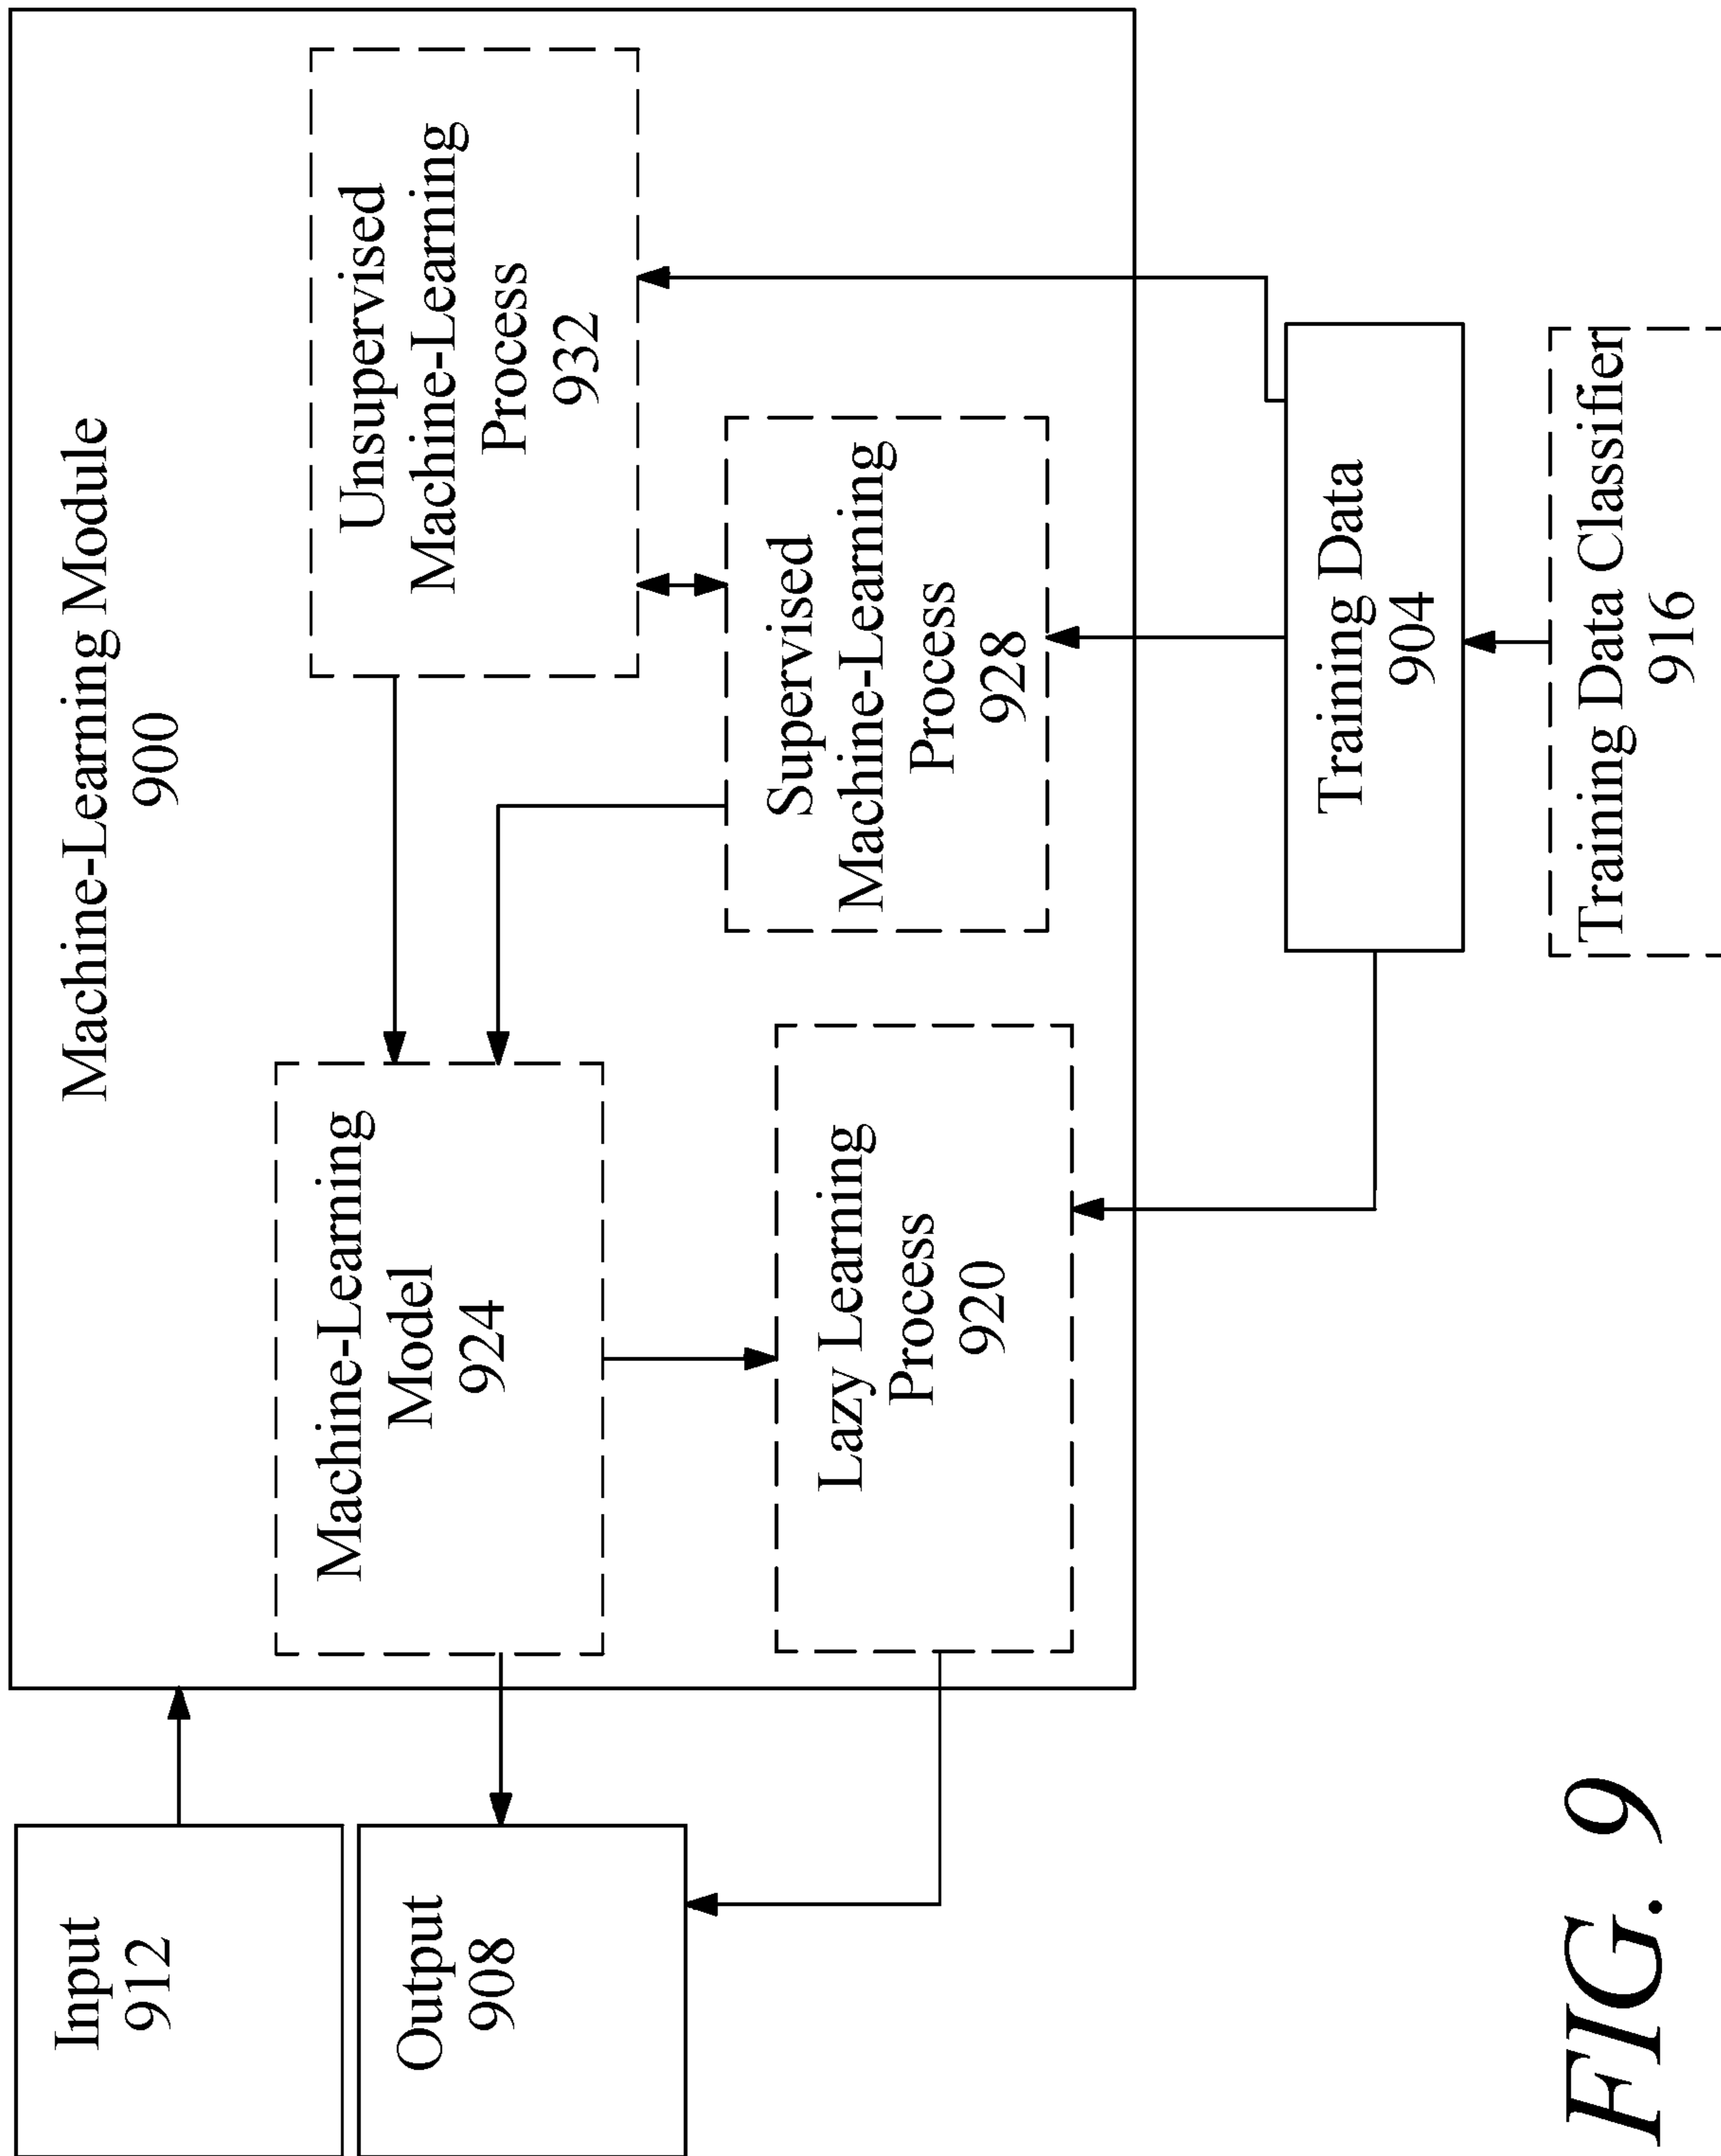 Machine-Learning Module
900
Input
912
Output
908
Machine-Learning
Model
924
Unsupervised
Machine-Learning
Process
932
Lazy Learning
Process
920
Supervised
Machine-Learning
Process
928
Training Data
904
Training Data Classifier
916
FIG. 9